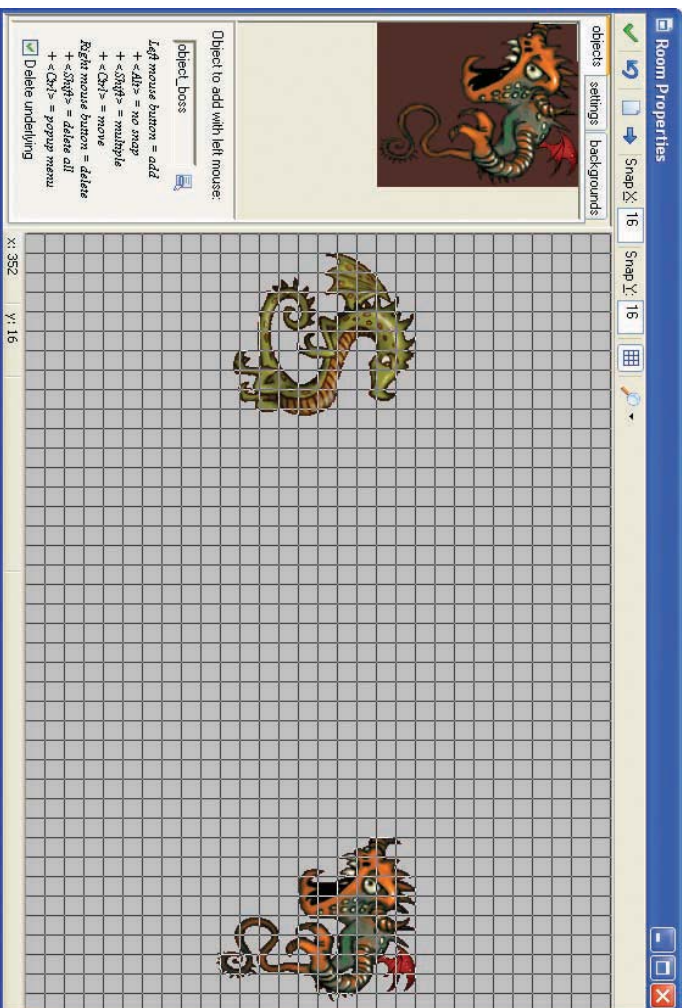 Room Properties
Snap X: 16 Snap Y: 16
objects settings backgrounds
Object to add with left mouse:
object_boss
Left mouse button = add
+ <Alt> = no snap
+ <Shift> = multiple
+ <Ctrl> = move
Right mouse button = delete
+ <Shift> = delete all
+ <Ctrl> = popup menu
Delete underlying
x: 352 y: 16